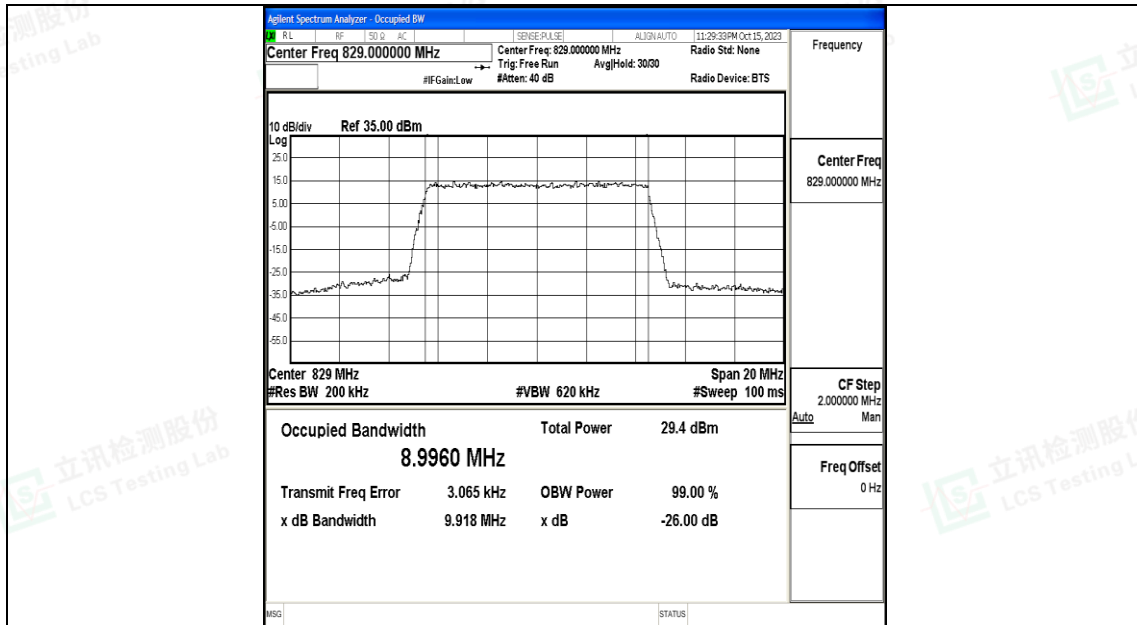 Agilent Spectrum Analyzer - Occupied BW
RL RF 50 Ω AC SENSE:PULSE ALIGN AUTO 11:29:33PM Oct 15, 2023
Center Freq 829.000000 MHz
Center Freq: 829.000000 MHz Radio Std: None
Trig: Free Run Avg|Hold: 30/30
#IFGain:Low #Atten: 40 dB Radio Device: BTS
Frequency
10 dB/div Ref 35.00 dBm
Log
25.0
15.0
5.00
-5.00
-15.0
-25.0
-35.0
-45.0
-55.0
Center 829 MHz Span 20 MHz
#Res BW 200 kHz #VBW 620 kHz #Sweep 100 ms
Center Freq
829.000000 MHz
CF Step
2.000000 MHz
Auto Man
Freq Offset
0 Hz
Occupied Bandwidth Total Power 29.4 dBm
8.9960 MHz
Transmit Freq Error 3.065 kHz OBW Power 99.00 %
x dB Bandwidth 9.918 MHz x dB -26.00 dB
MSG STATUS
立讯检测股份
LCS Testing Lab
立讯检测股份
LCS Testing L